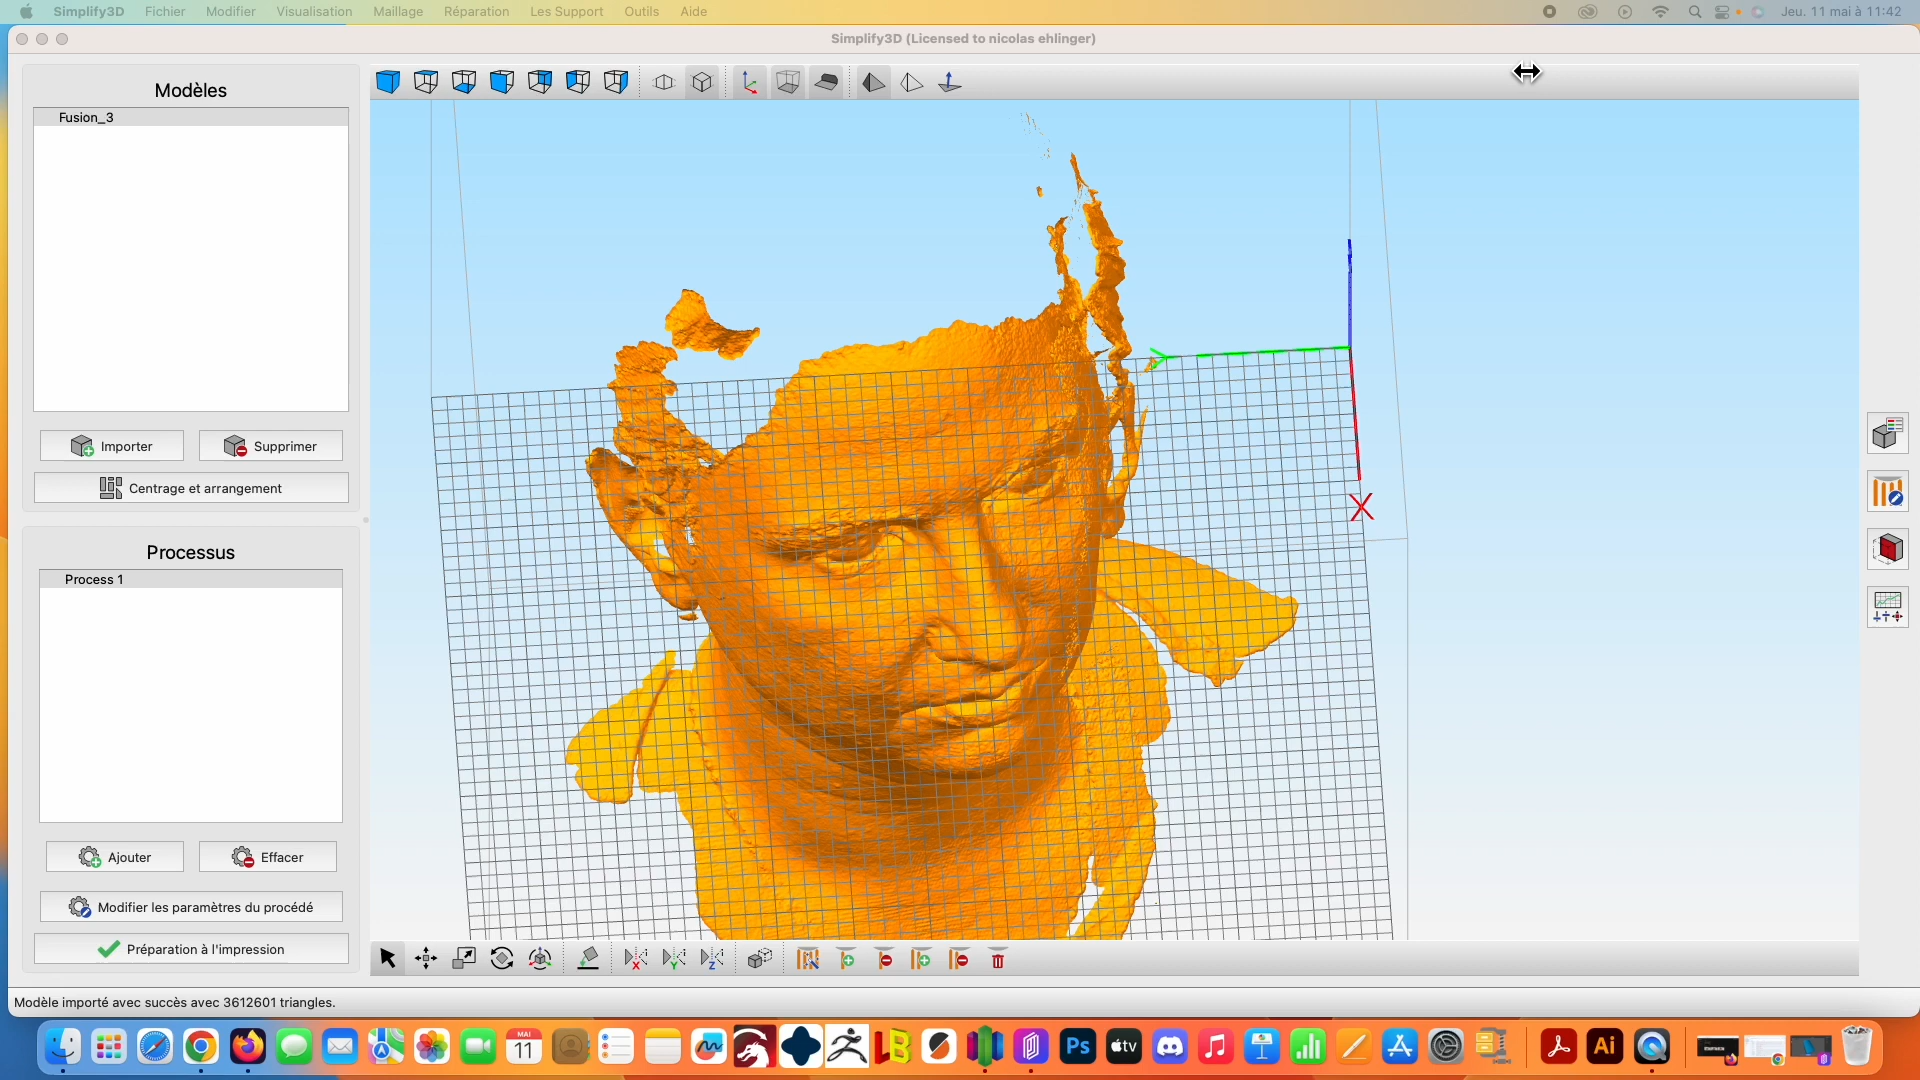 Simplify3D Fichier Modifier Visualisation Maillage Réparation Les Support Outils Aide
Jeu. 11 mai à 11:42
Simplify3D (Licensed to nicolas ehlinger)
Modèles
Fusion_3
Importer
Supprimer
Centrage et arrangement
Processus
Process 1
Ajouter
Effacer
Modifier les paramètres du procédé
Préparation à l'impression
X
X
Y
Z
Modèle importé avec succès avec 3612601 triangles.
MAI
11
Ps
tv
Ai